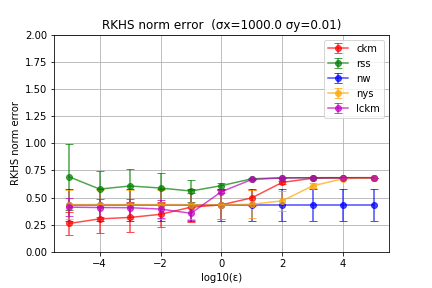 RKHS norm error (σx=1000.0 σy=0.01)
2.00
1.75
1.50
1.25
1.00
0.75
0.50
0.25
0.00
RKHS norm error
ckm
rss
nw
nys
lckm
−4 −2 0 2 4
log10(ε)